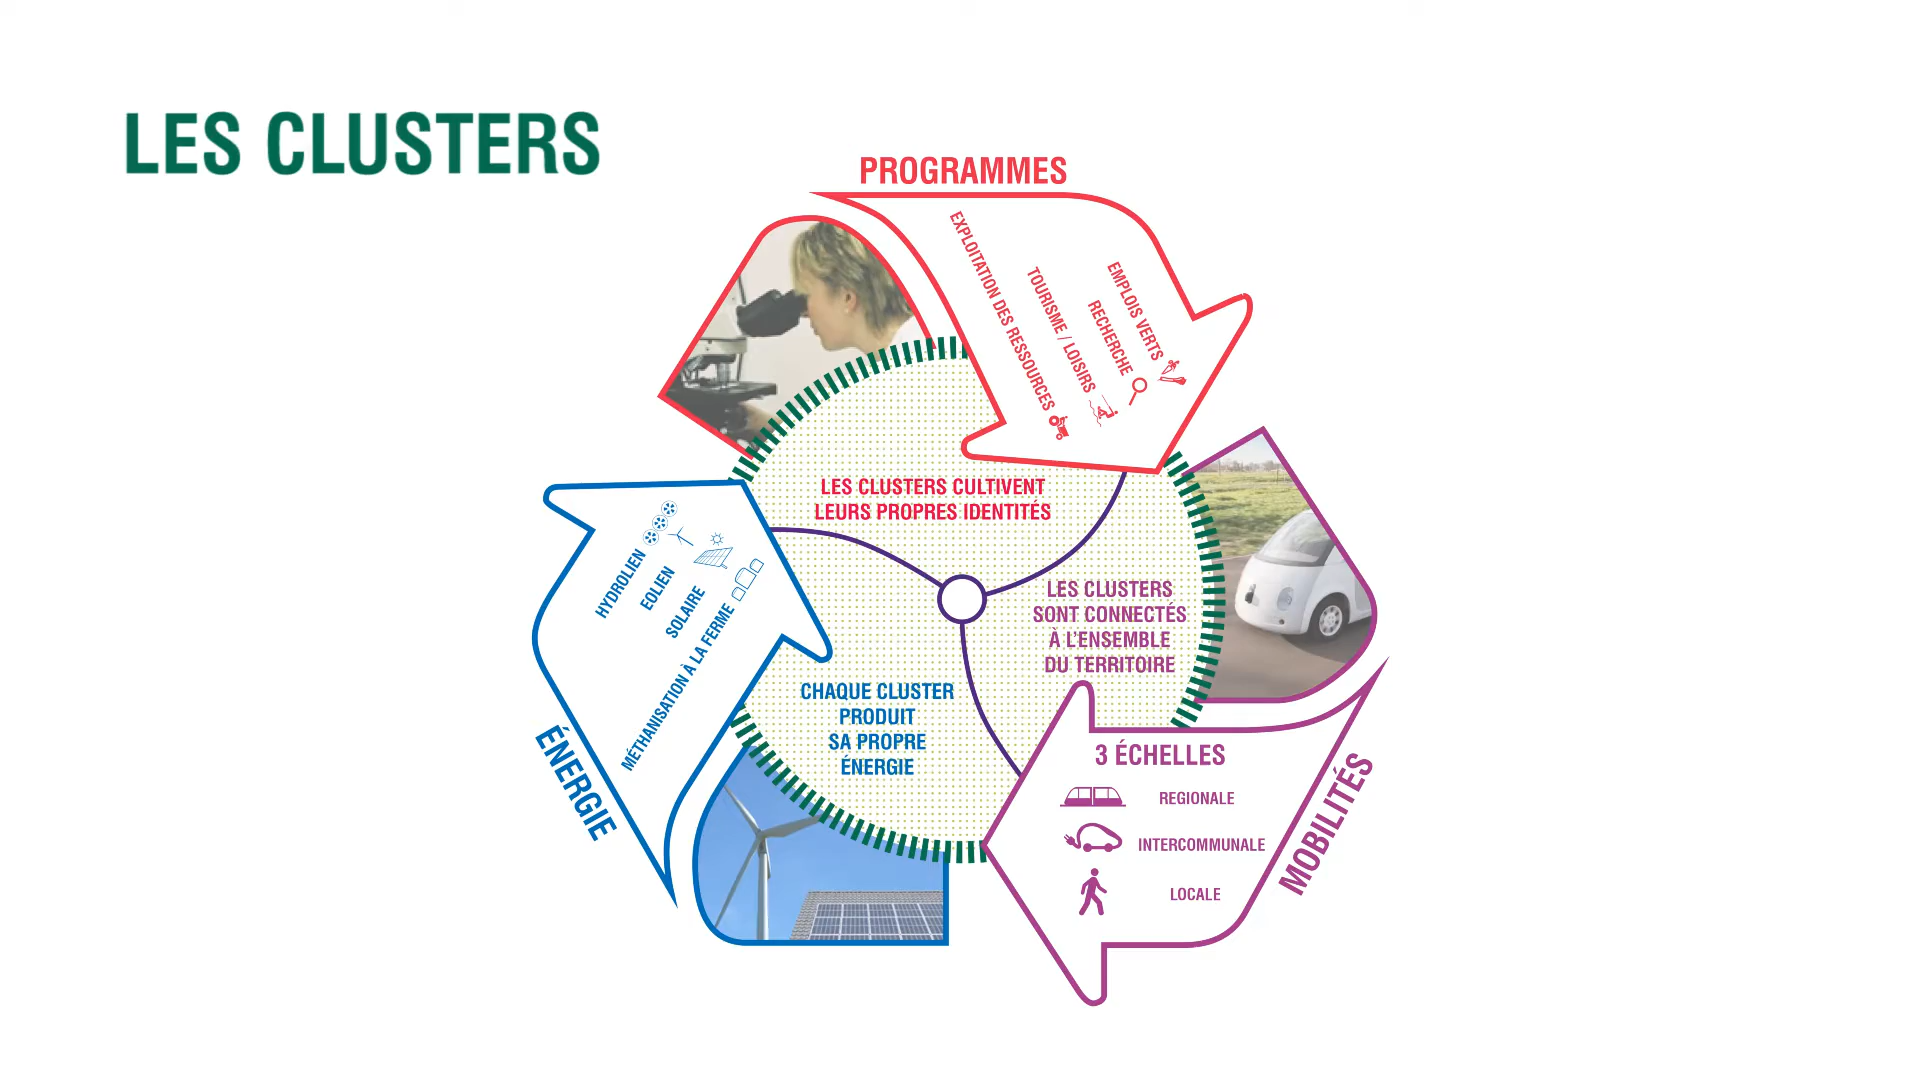 LES CLUSTERS
PROGRAMMES
EXPLOITATION DES RESSOURCES
TOURISME / LOISIRS
RECHERCHE
EMPLOIS VERTS
LES CLUSTERS CULTIVENT
LEURS PROPRES IDENTITÉS
HYDROLIEN
EOLIEN
SOLAIRE
MÉTHANISATION À LA FERME
ÉNERGIE
CHAQUE CLUSTER
PRODUIT
SA PROPRE
ÉNERGIE
LES CLUSTERS
SONT CONNECTÉS
À L'ENSEMBLE
DU TERRITOIRE
3 ÉCHELLES
REGIONALE
INTERCOMMUNALE
LOCALE
MOBILITÉS